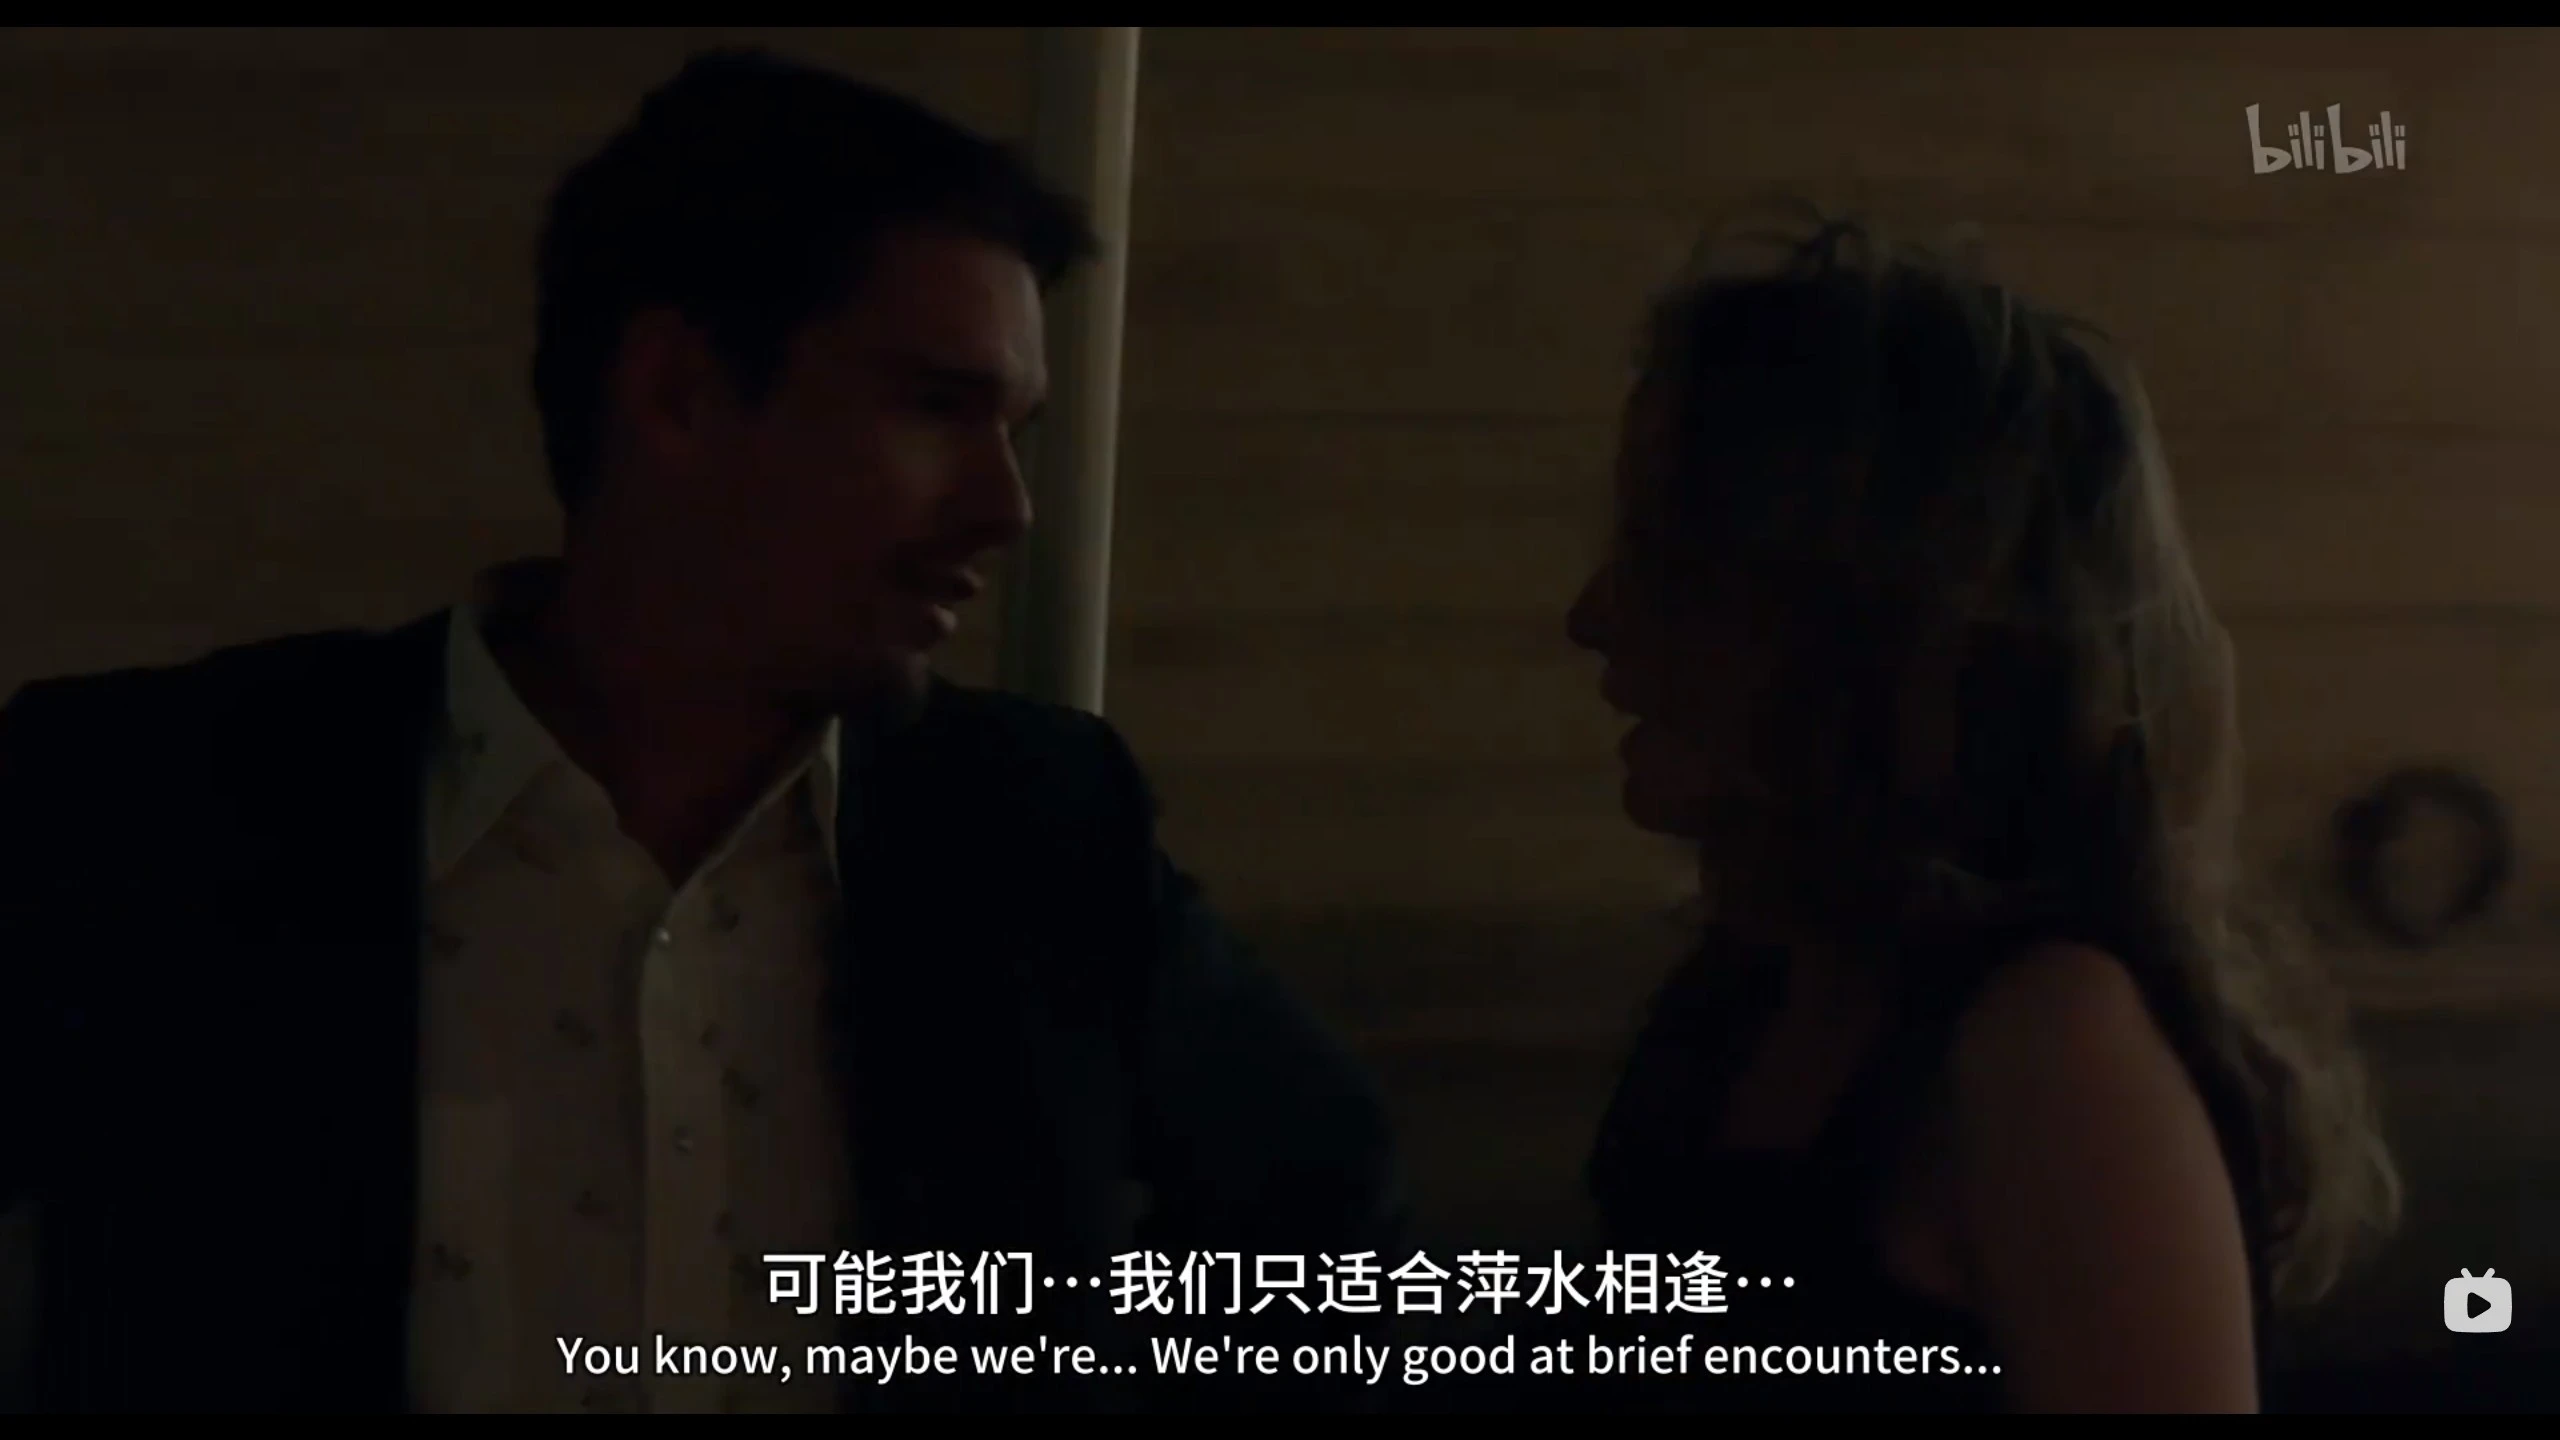 bilibili
可能我们…我们只适合萍水相逢…
You know, maybe we're... We're only good at brief encounters...